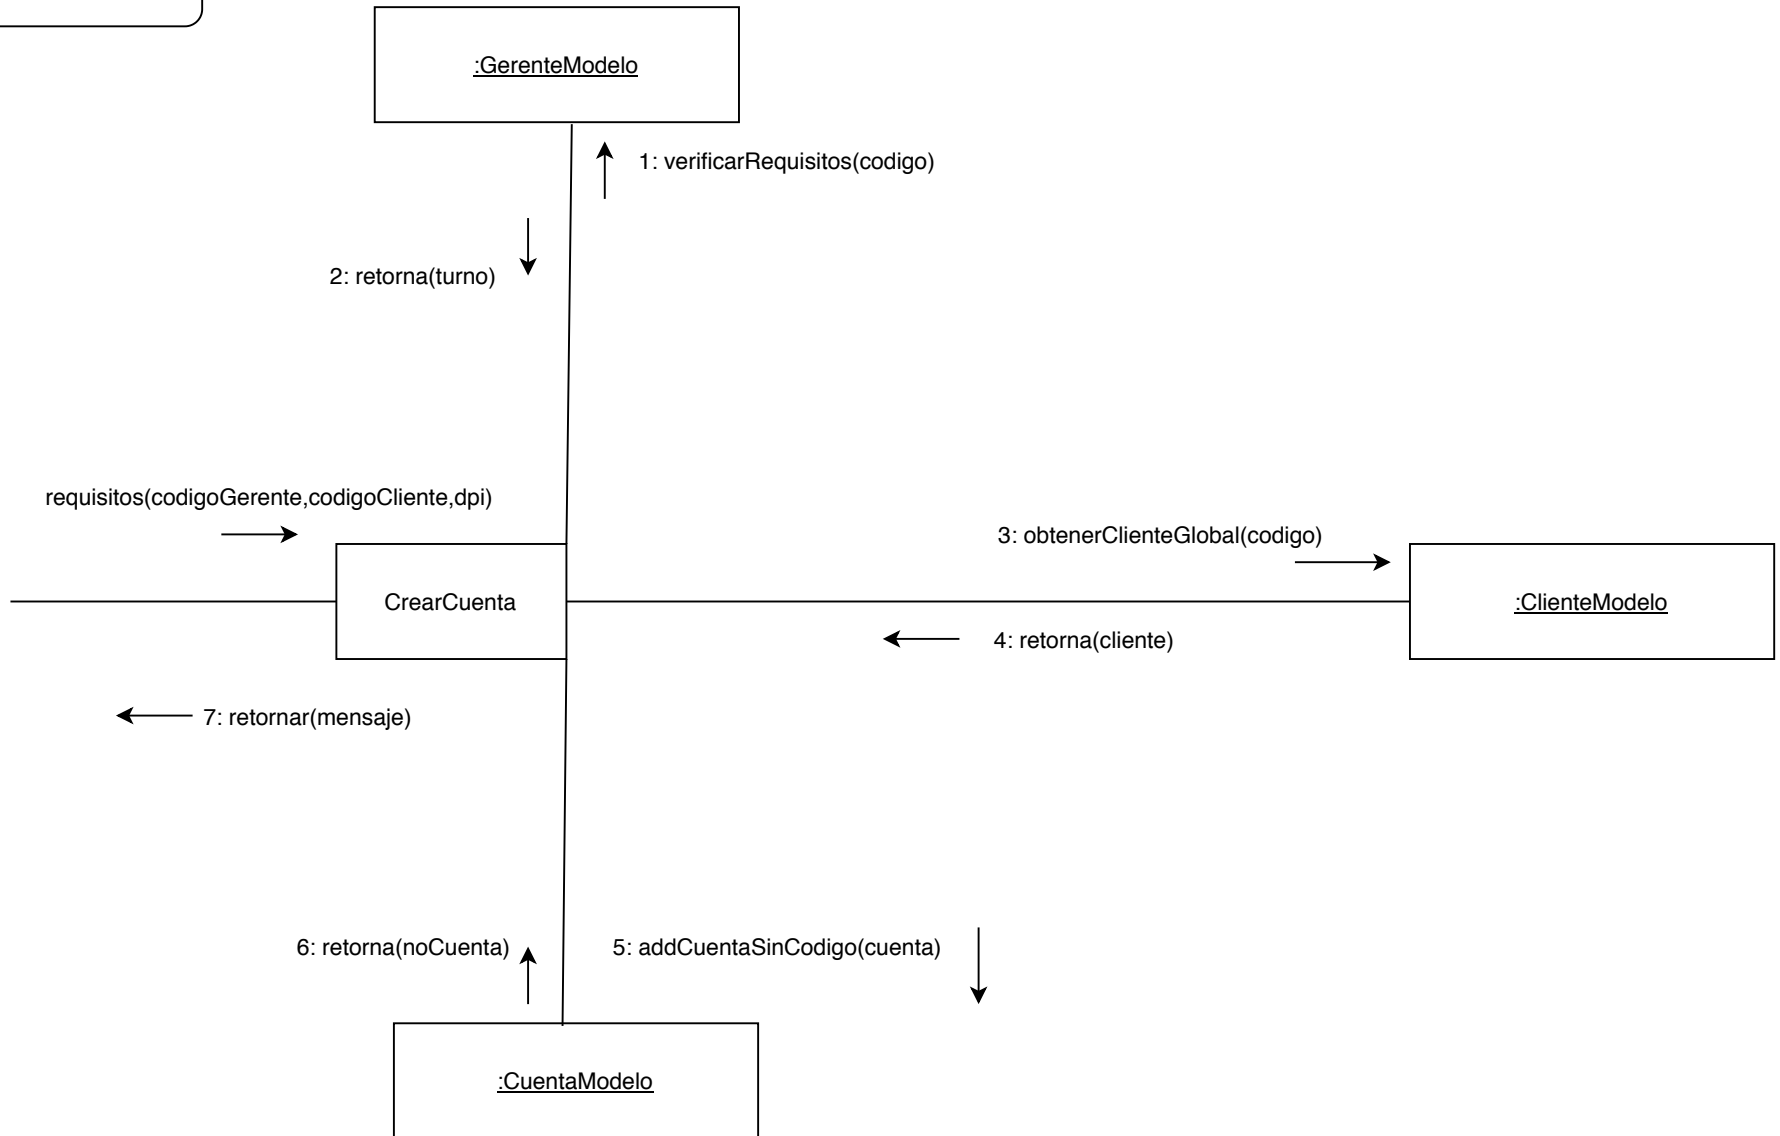 :GerenteModelo
1: verificarRequisitos(codigo)
2: retorna(turno)
requisitos(codigoGerente,codigoCliente,dpi)
3: obtenerClienteGlobal(codigo)
CrearCuenta
:ClienteModelo
4: retorna(cliente)
7: retornar(mensaje)
6: retorna(noCuenta)
5: addCuentaSinCodigo(cuenta)
:CuentaModelo